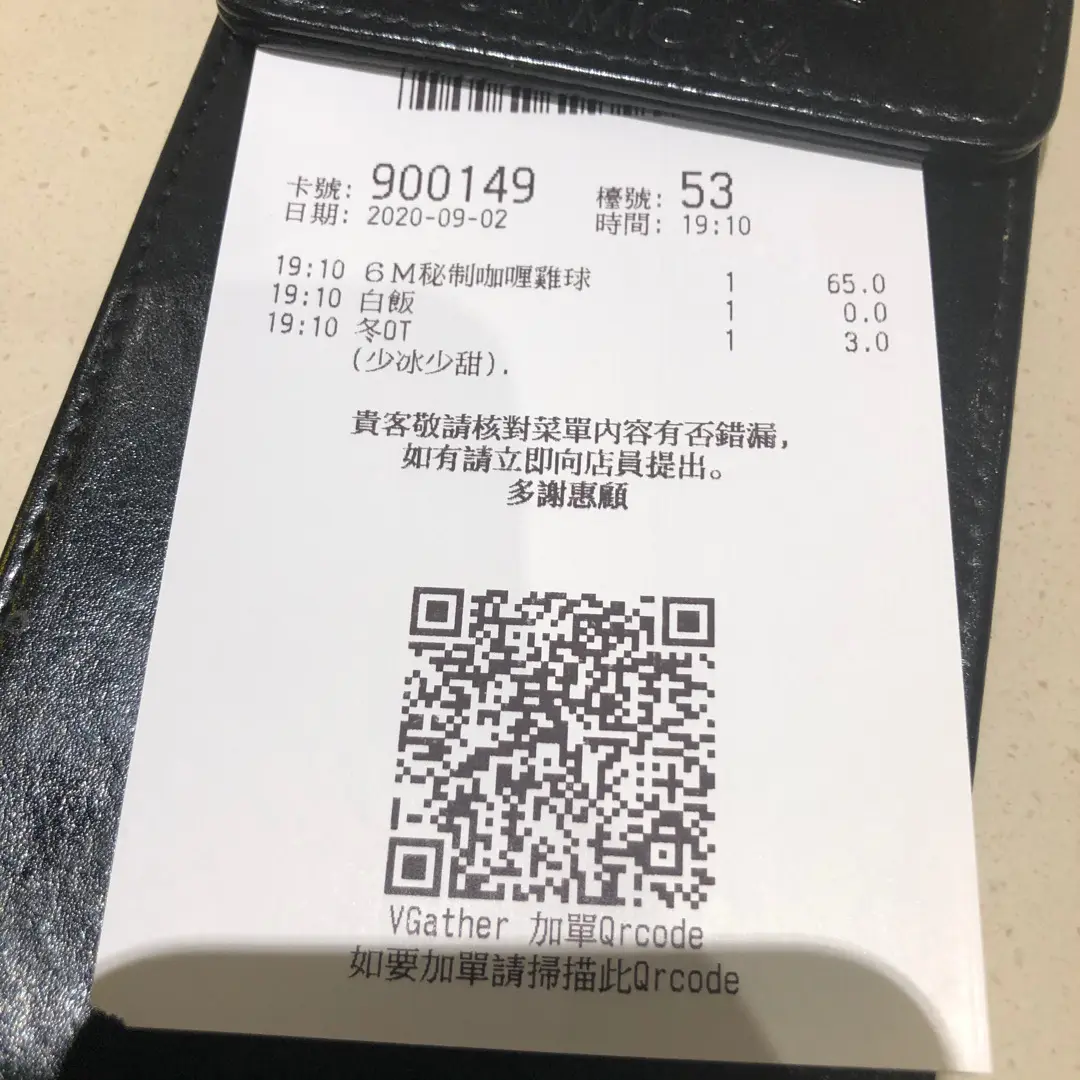 卡號: 900149 檯號: 53
日期: 2020-09-02 時間: 19:10
19:10 6M秘制咖喱雞球 1 65.0
19:10 白飯 1 0.0
19:10 冬OT 1 3.0
(少冰少甜).
貴客敬請核對菜單內容有否錯漏,
如有請立即向店員提出。
多謝惠顧
VGather 加單Qrcode
如要加單請掃描此Qrcode